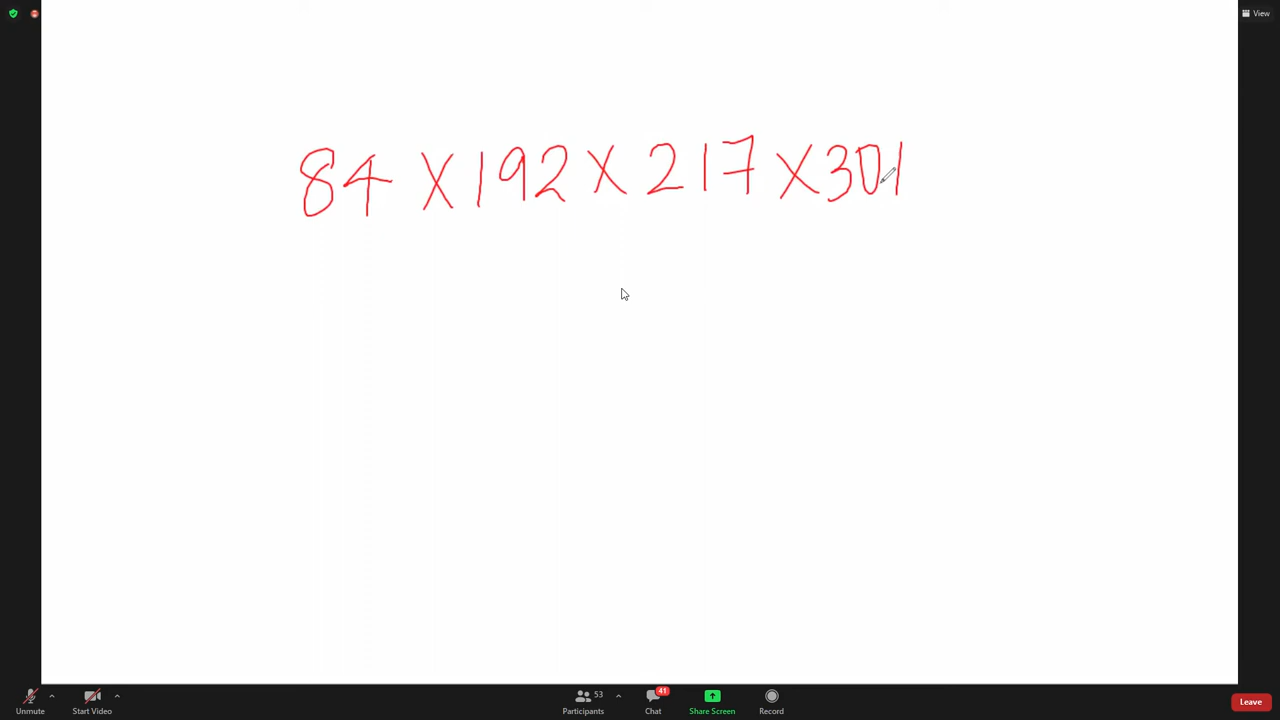 View
84 X 192 X 217 X 301
Unmute Start Video 53 Participants 41 Chat Share Screen Record Leave